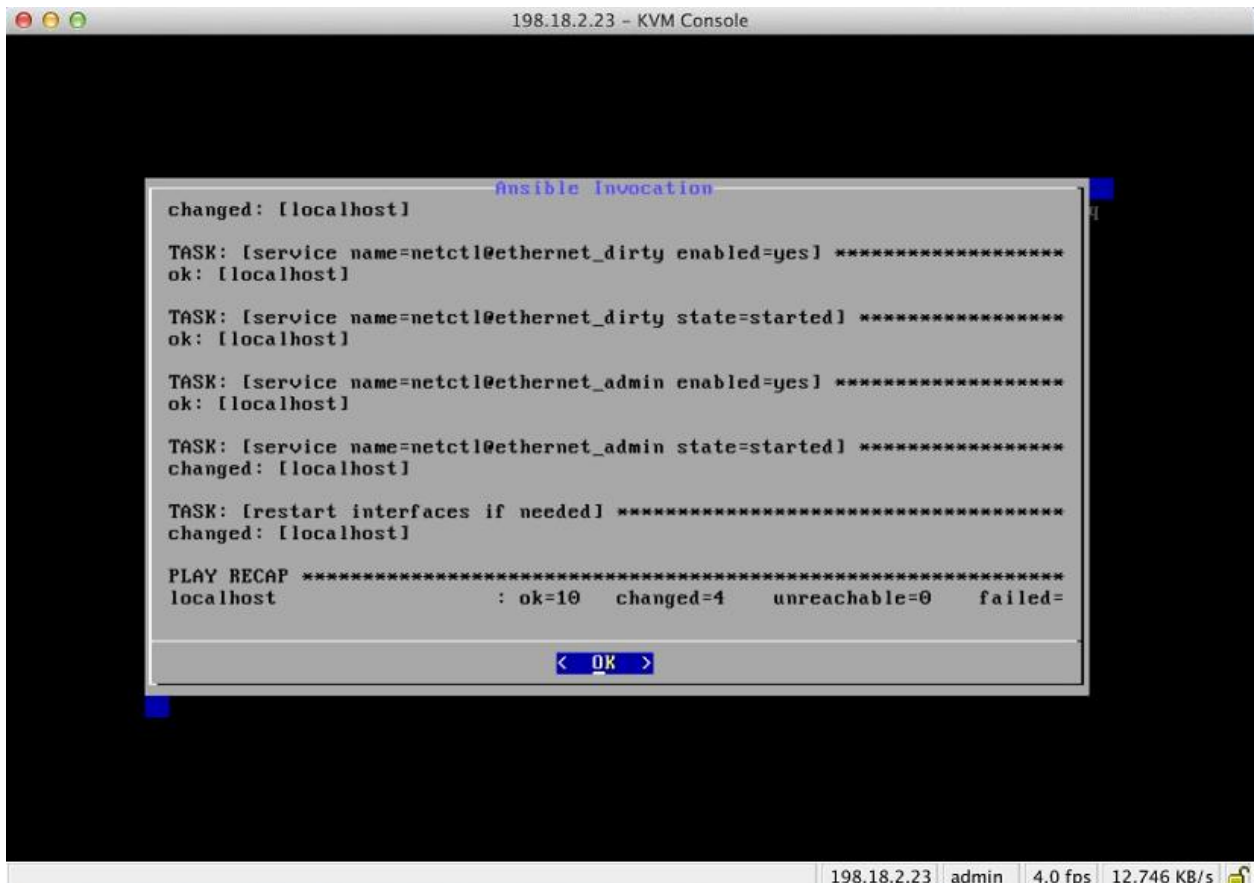 198.18.2.23 – KVM Console
Ansible Invocation
changed: [localhost]
q
TASK: [service name=netctl@ethernet_dirty enabled=yes] *******************
ok: [localhost]
TASK: [service name=netctl@ethernet_dirty state=started] *****************
ok: [localhost]
TASK: [service name=netctl@ethernet_admin enabled=yes] *******************
ok: [localhost]
TASK: [service name=netctl@ethernet_admin state=started] *****************
changed: [localhost]
TASK: [restart interfaces if needed] *************************************
changed: [localhost]
PLAY RECAP ***************************************************************
localhost : ok=10 changed=4 unreachable=0 failed=
< OK >
198.18.2.23 admin 4.0 fps 12.746 KB/s